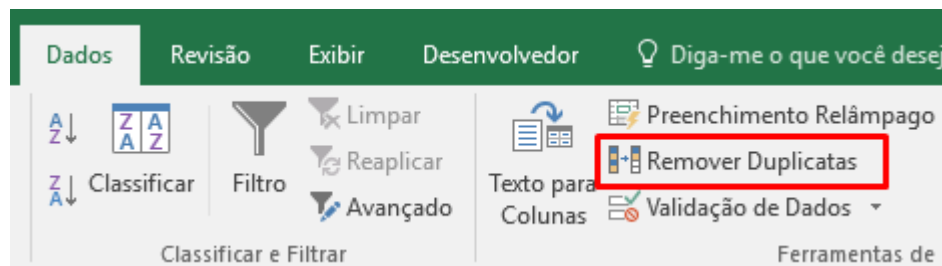 Dados Revisão Exibir Desenvolvedor Diga-me o que você
A
Z
Z
A
Z A
A Z
Classificar
Filtro
Limpar
Reaplicar
Avançado
Classificar e Filtrar
Texto para
Colunas
Preenchimento Relâmpago
Remover Duplicatas
Validação de Dados
Ferramentas de